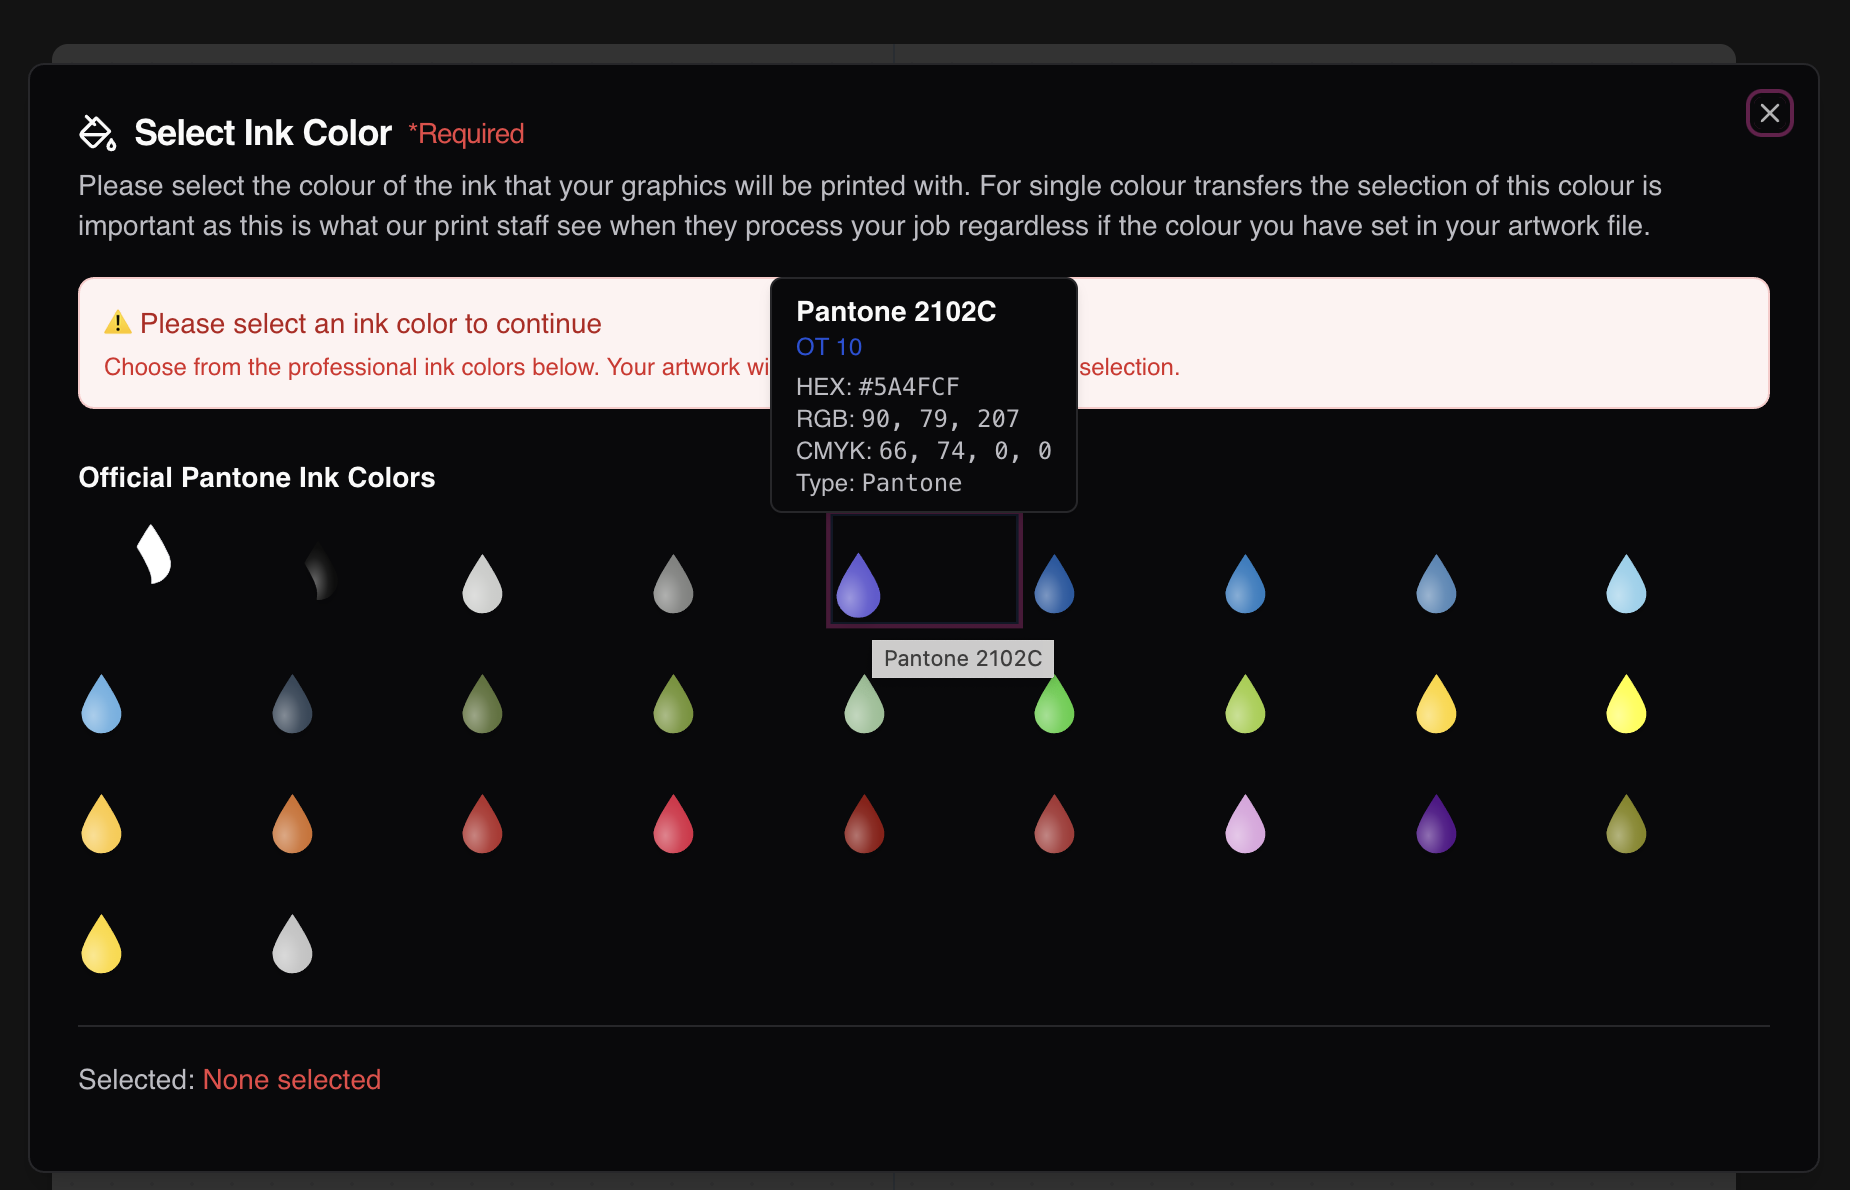 Select Ink Color *Required
Please select the colour of the ink that your graphics will be printed with. For single colour transfers the selection of this colour is
important as this is what our print staff see when they process your job regardless if the colour you have set in your artwork file.
⚠️ Please select an ink color to continue
Choose from the professional ink colors below. Your artwork wi
selection.
Pantone 2102C
OT 10
HEX: #5A4FCF
RGB: 90, 79, 207
CMYK: 66, 74, 0, 0
Type: Pantone
Official Pantone Ink Colors
Pantone 2102C
Selected: None selected